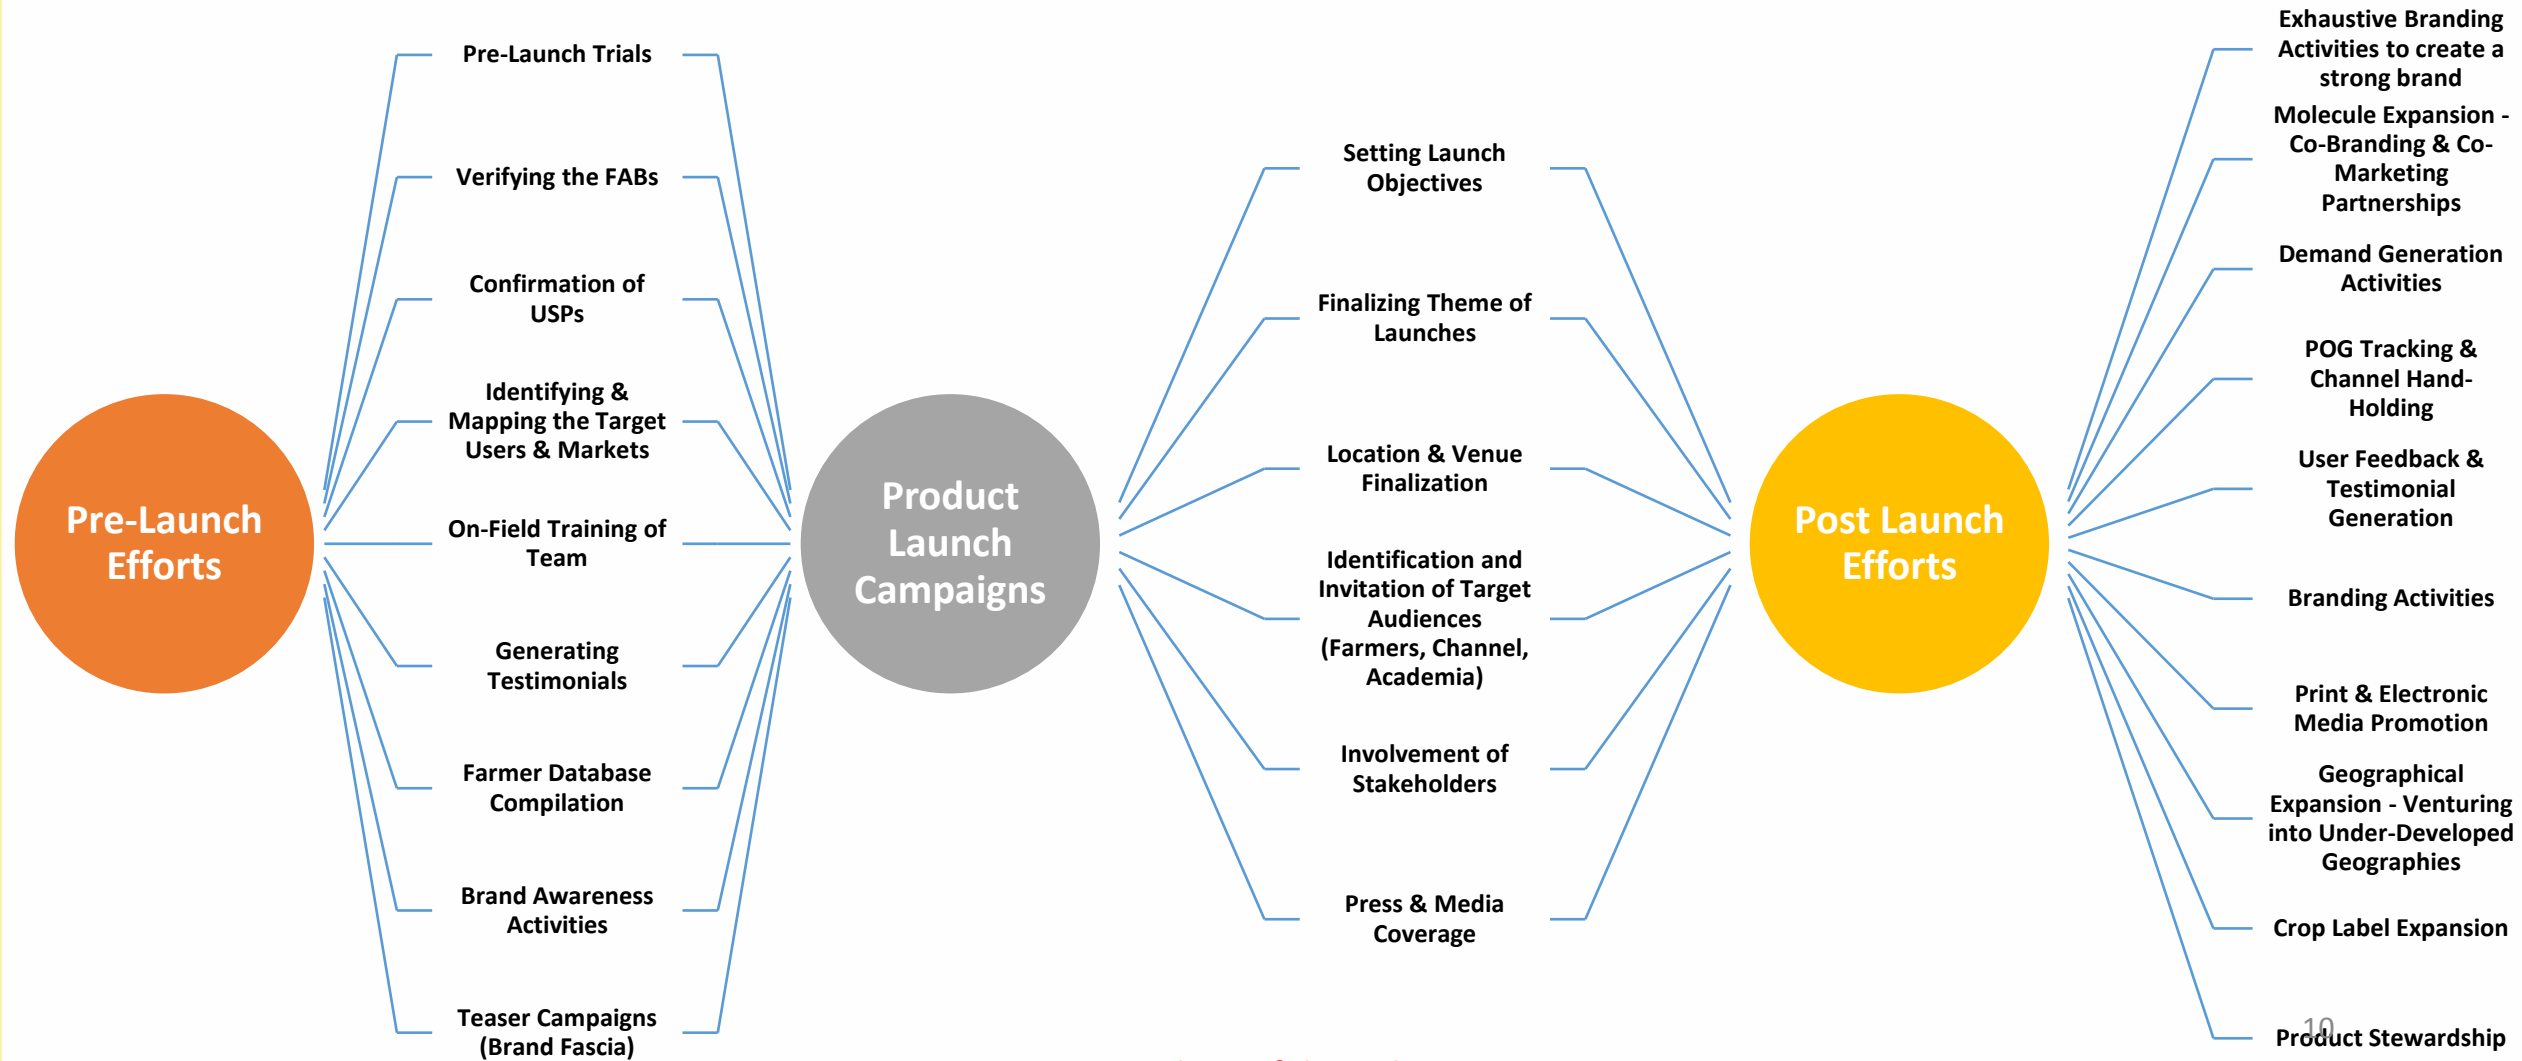 Pre-Launch
Efforts
Pre-Launch Trials
Verifying the FABs
Confirmation of
USPs
Identifying &
Mapping the Target
Users & Markets
On-Field Training of
Team
Generating
Testimonials
Farmer Database
Compilation
Brand Awareness
Activities
Teaser Campaigns
(Brand Fascia)
Product
Launch
Campaigns
Setting Launch
Objectives
Finalizing Theme of
Launches
Location & Venue
Finalization
Identification and
Invitation of Target
Audiences
(Farmers, Channel,
Academia)
Involvement of
Stakeholders
Press & Media
Coverage
Post Launch
Efforts
Exhaustive Branding
Activities to create a
strong brand
Molecule Expansion -
Co-Branding & Co-
Marketing
Partnerships
Demand Generation
Activities
POG Tracking &
Channel Hand-
Holding
User Feedback &
Testimonial
Generation
Branding Activities
Print & Electronic
Media Promotion
Geographical
Expansion - Venturing
into Under-Developed
Geographies
Crop Label Expansion
Product Stewardship
10